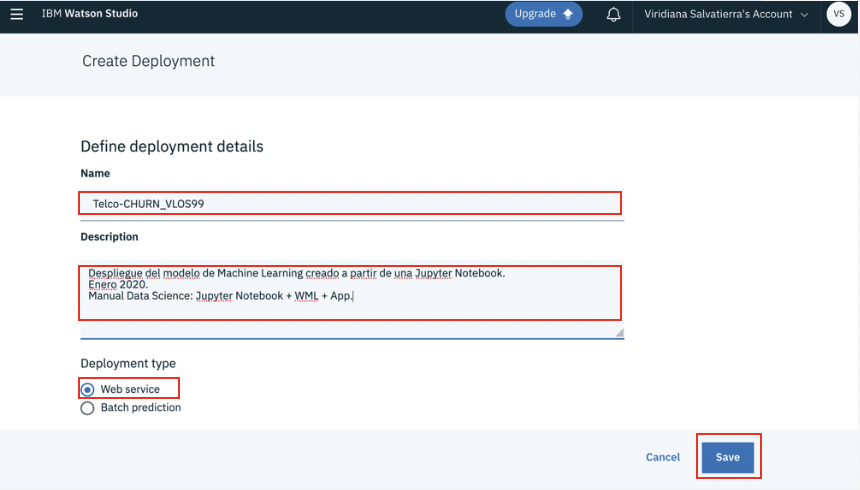 IBM Watson Studio
Upgrade
Viridiana Salvatierra's Account
VS
Create Deployment
Define deployment details
Name
Telco-CHURN_VLOS99
Description
Despliegue del modelo de Machine Learning creado a partir de una Jupyter Notebook.
Enero 2020.
Manual Data Science: Jupyter Notebook + WML + App.
Deployment type
Web service
Batch prediction
Cancel
Save